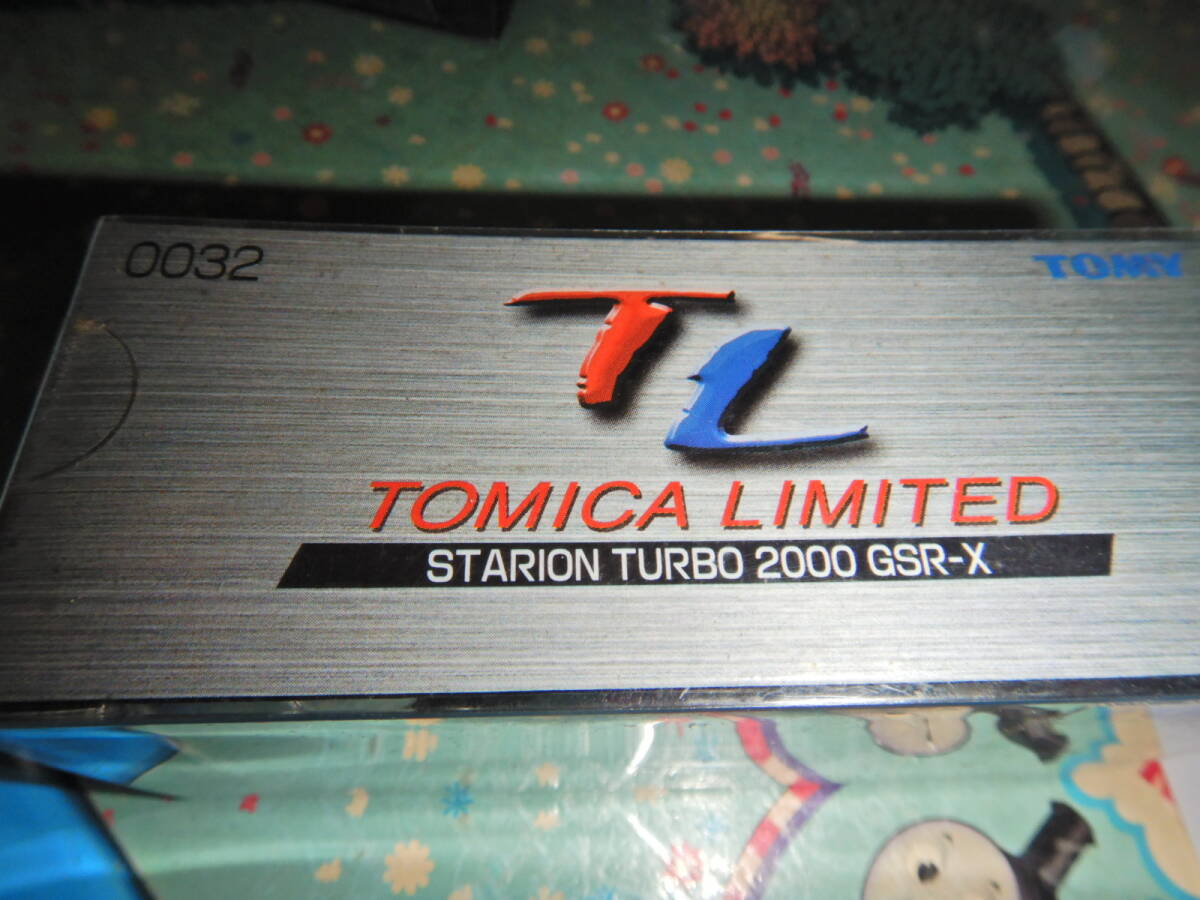 0032
TOMY
TL
TOMICA LIMITED
STARION TURBO 2000 GSR-X